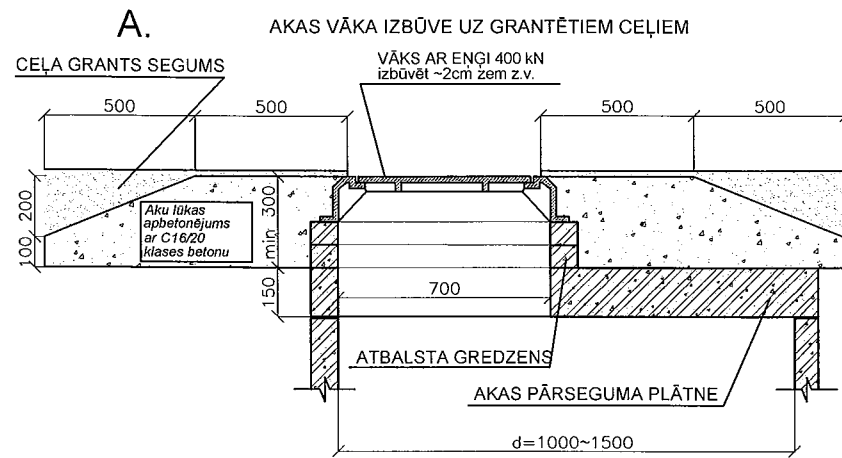 A.
AKAS VĀKA IZBŪVE UZ GRANTĒTIEM CEĻIEM
CEĻA GRANTS SEGUMS
VĀKS AR EŅĢI 400 kN
izbūvēt ~2cm zem z.v.
500
500
500
500
200
100
min 300
150
Aku lūkas
apbetonējums
ar C16/20
klases betonu
700
ATBALSTA GREDZENS
AKAS PĀRSEGUMA PLĀTNE
d=1000~1500